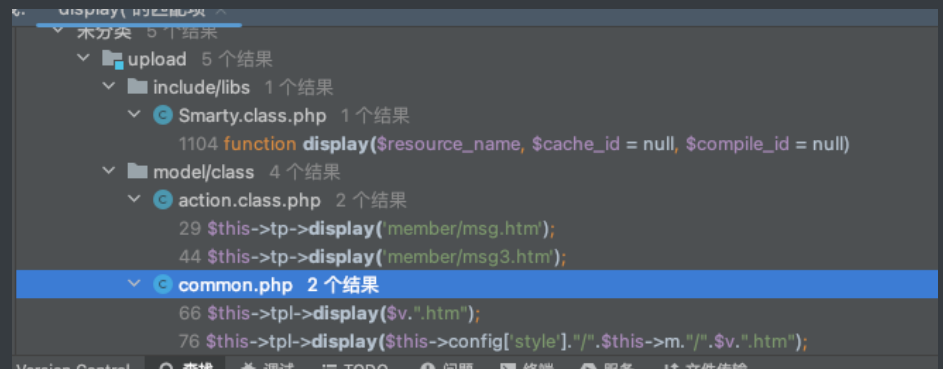 display( 的匹配项
未分类 5 个结果
upload 5 个结果
include/libs 1 个结果
Smarty.class.php 1 个结果
1104 function display($resource_name, $cache_id = null, $compile_id = null)
model/class 4 个结果
action.class.php 2 个结果
29 $this->tp->display('member/msg.htm');
44 $this->tp->display('member/msg3.htm');
common.php 2 个结果
66 $this->tpl->display($v.".htm");
76 $this->tpl->display($this->config['style']."/".$this->m."/".$v.".htm");
Version Control 查找 调试 TODO 问题 终端 服务 文件传输